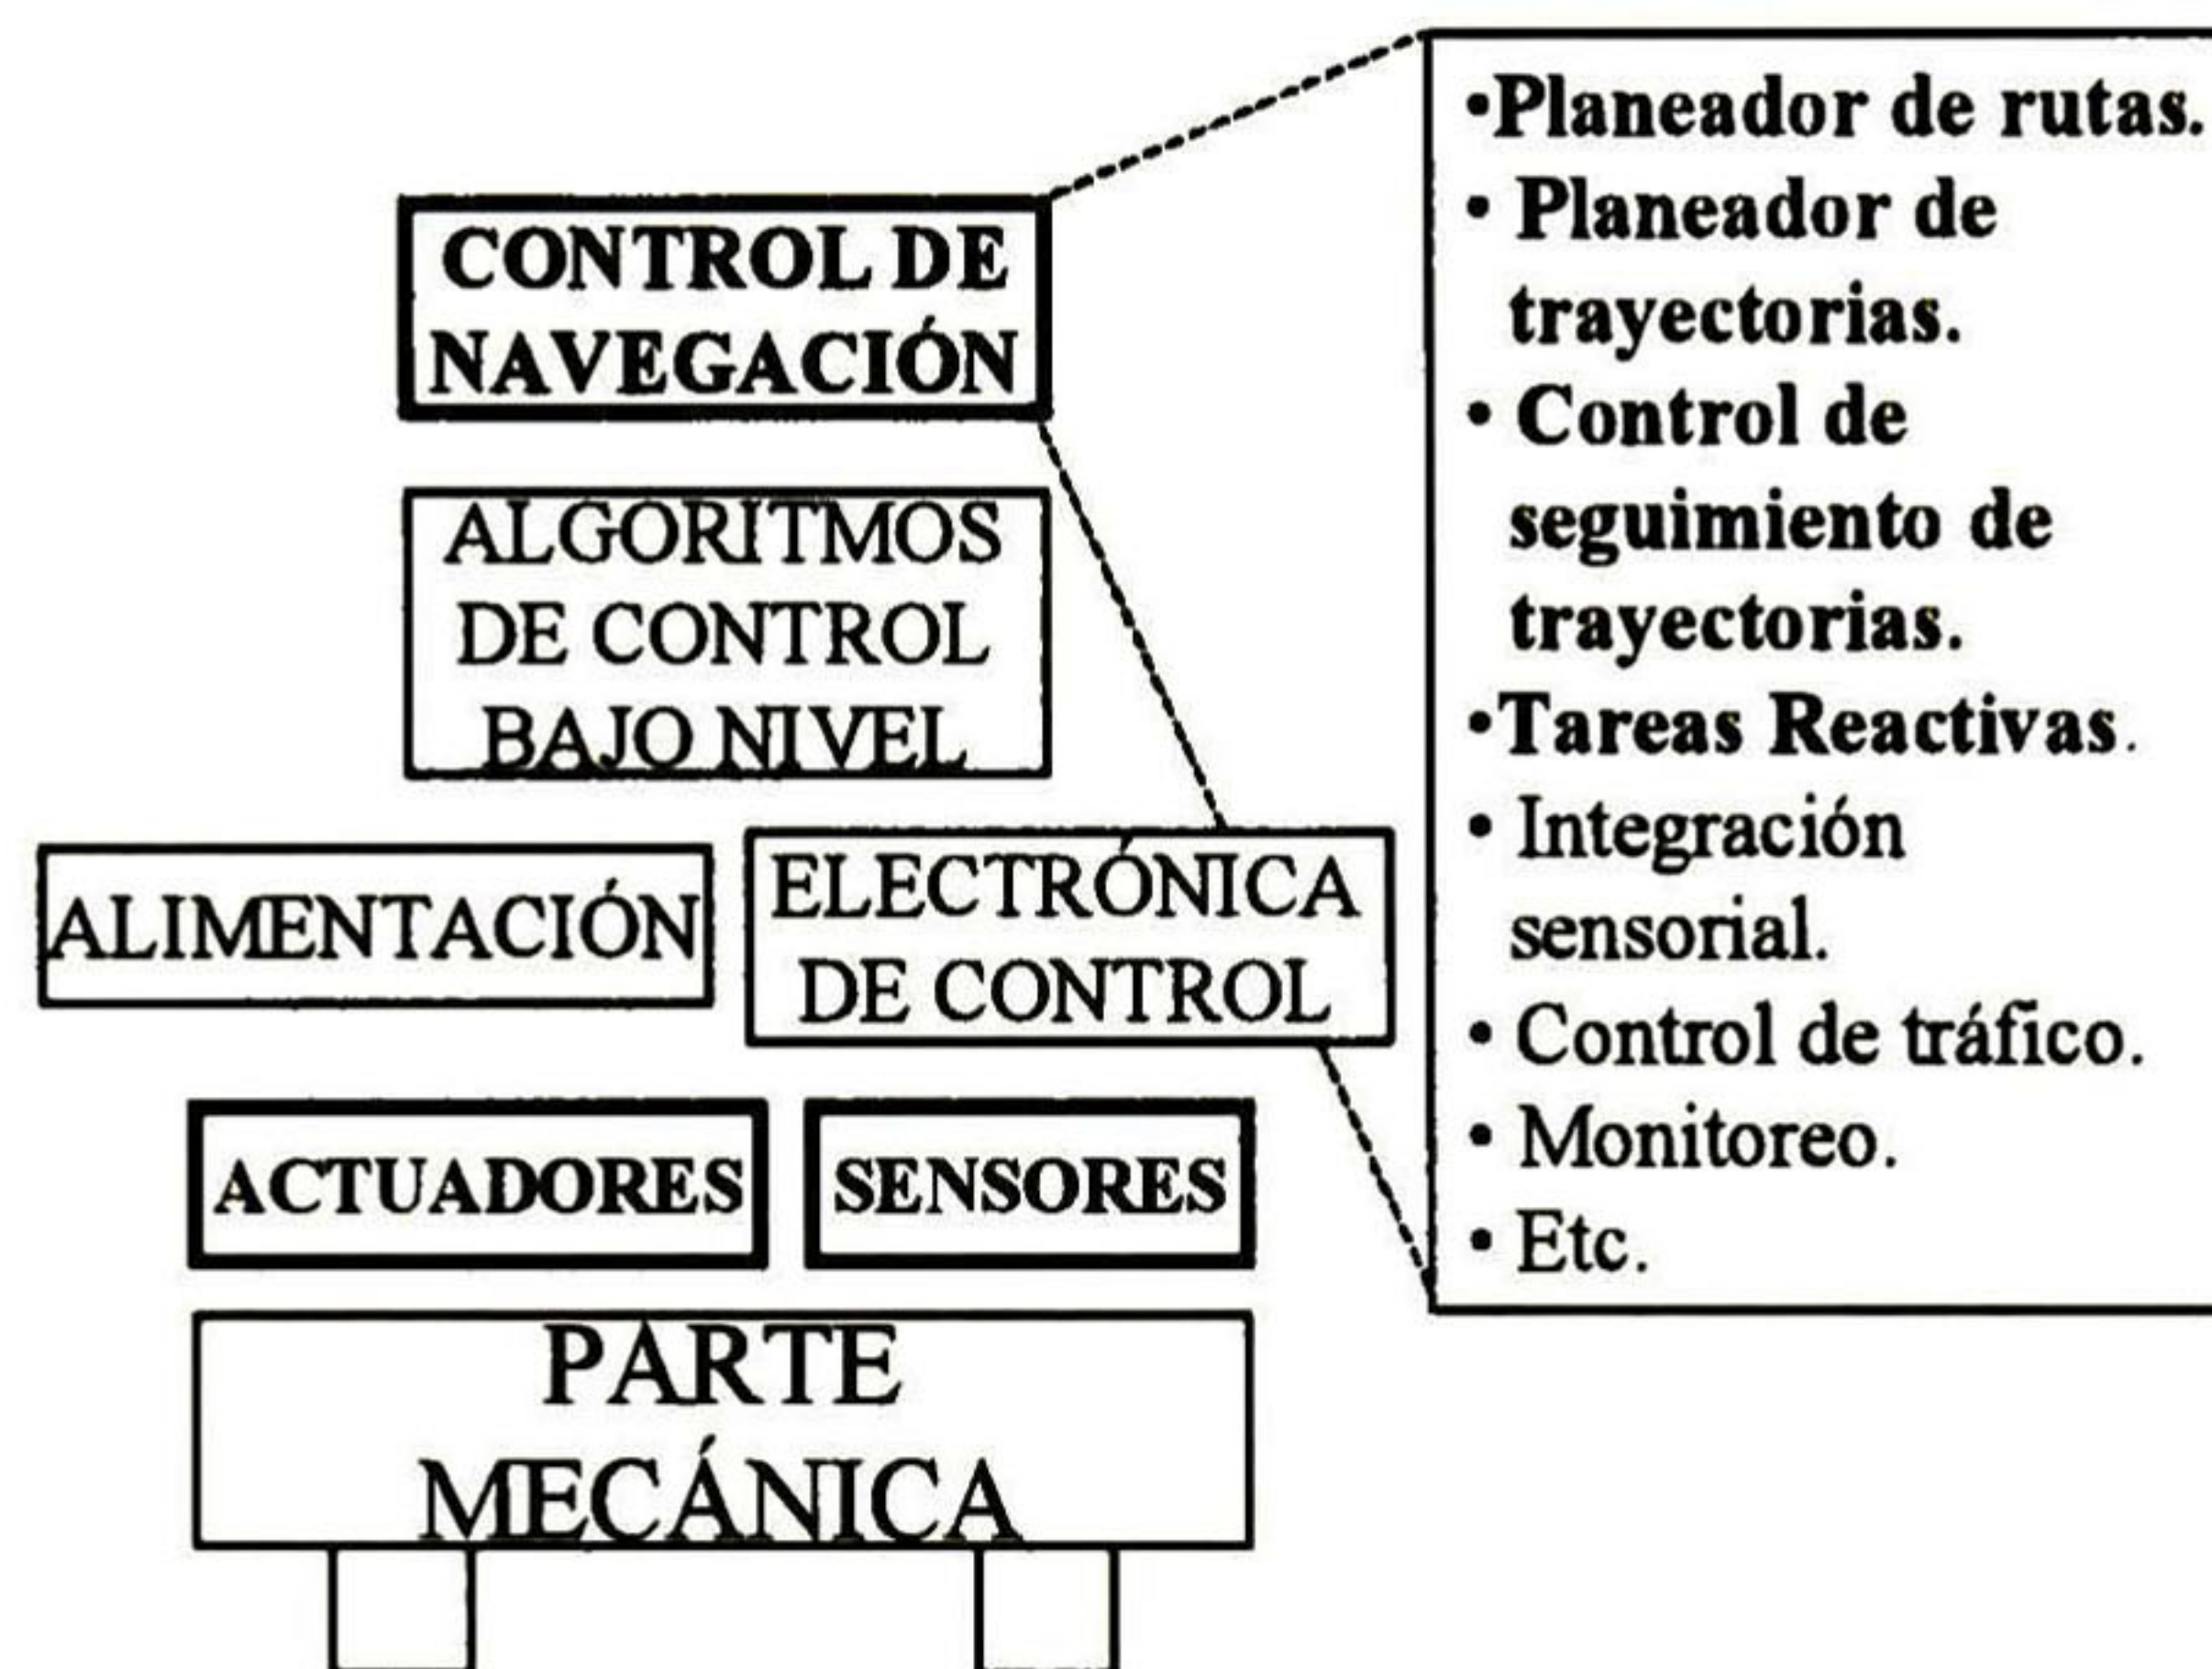 CONTROL DE
NAVEGACIÓN
ALGORITMOS
DE CONTROL
BAJO NIVEL
ALIMENTACIÓN
ELECTRÓNICA
DE CONTROL
ACTUADORES
SENSORES
PARTE
MECÁNICA
•Planeador de rutas.
• Planeador de
trayectorias.
• Control de
seguimiento de
trayectorias.
•Tareas Reactivas.
• Integración
sensorial.
• Control de tráfico.
• Monitoreo.
• Etc.